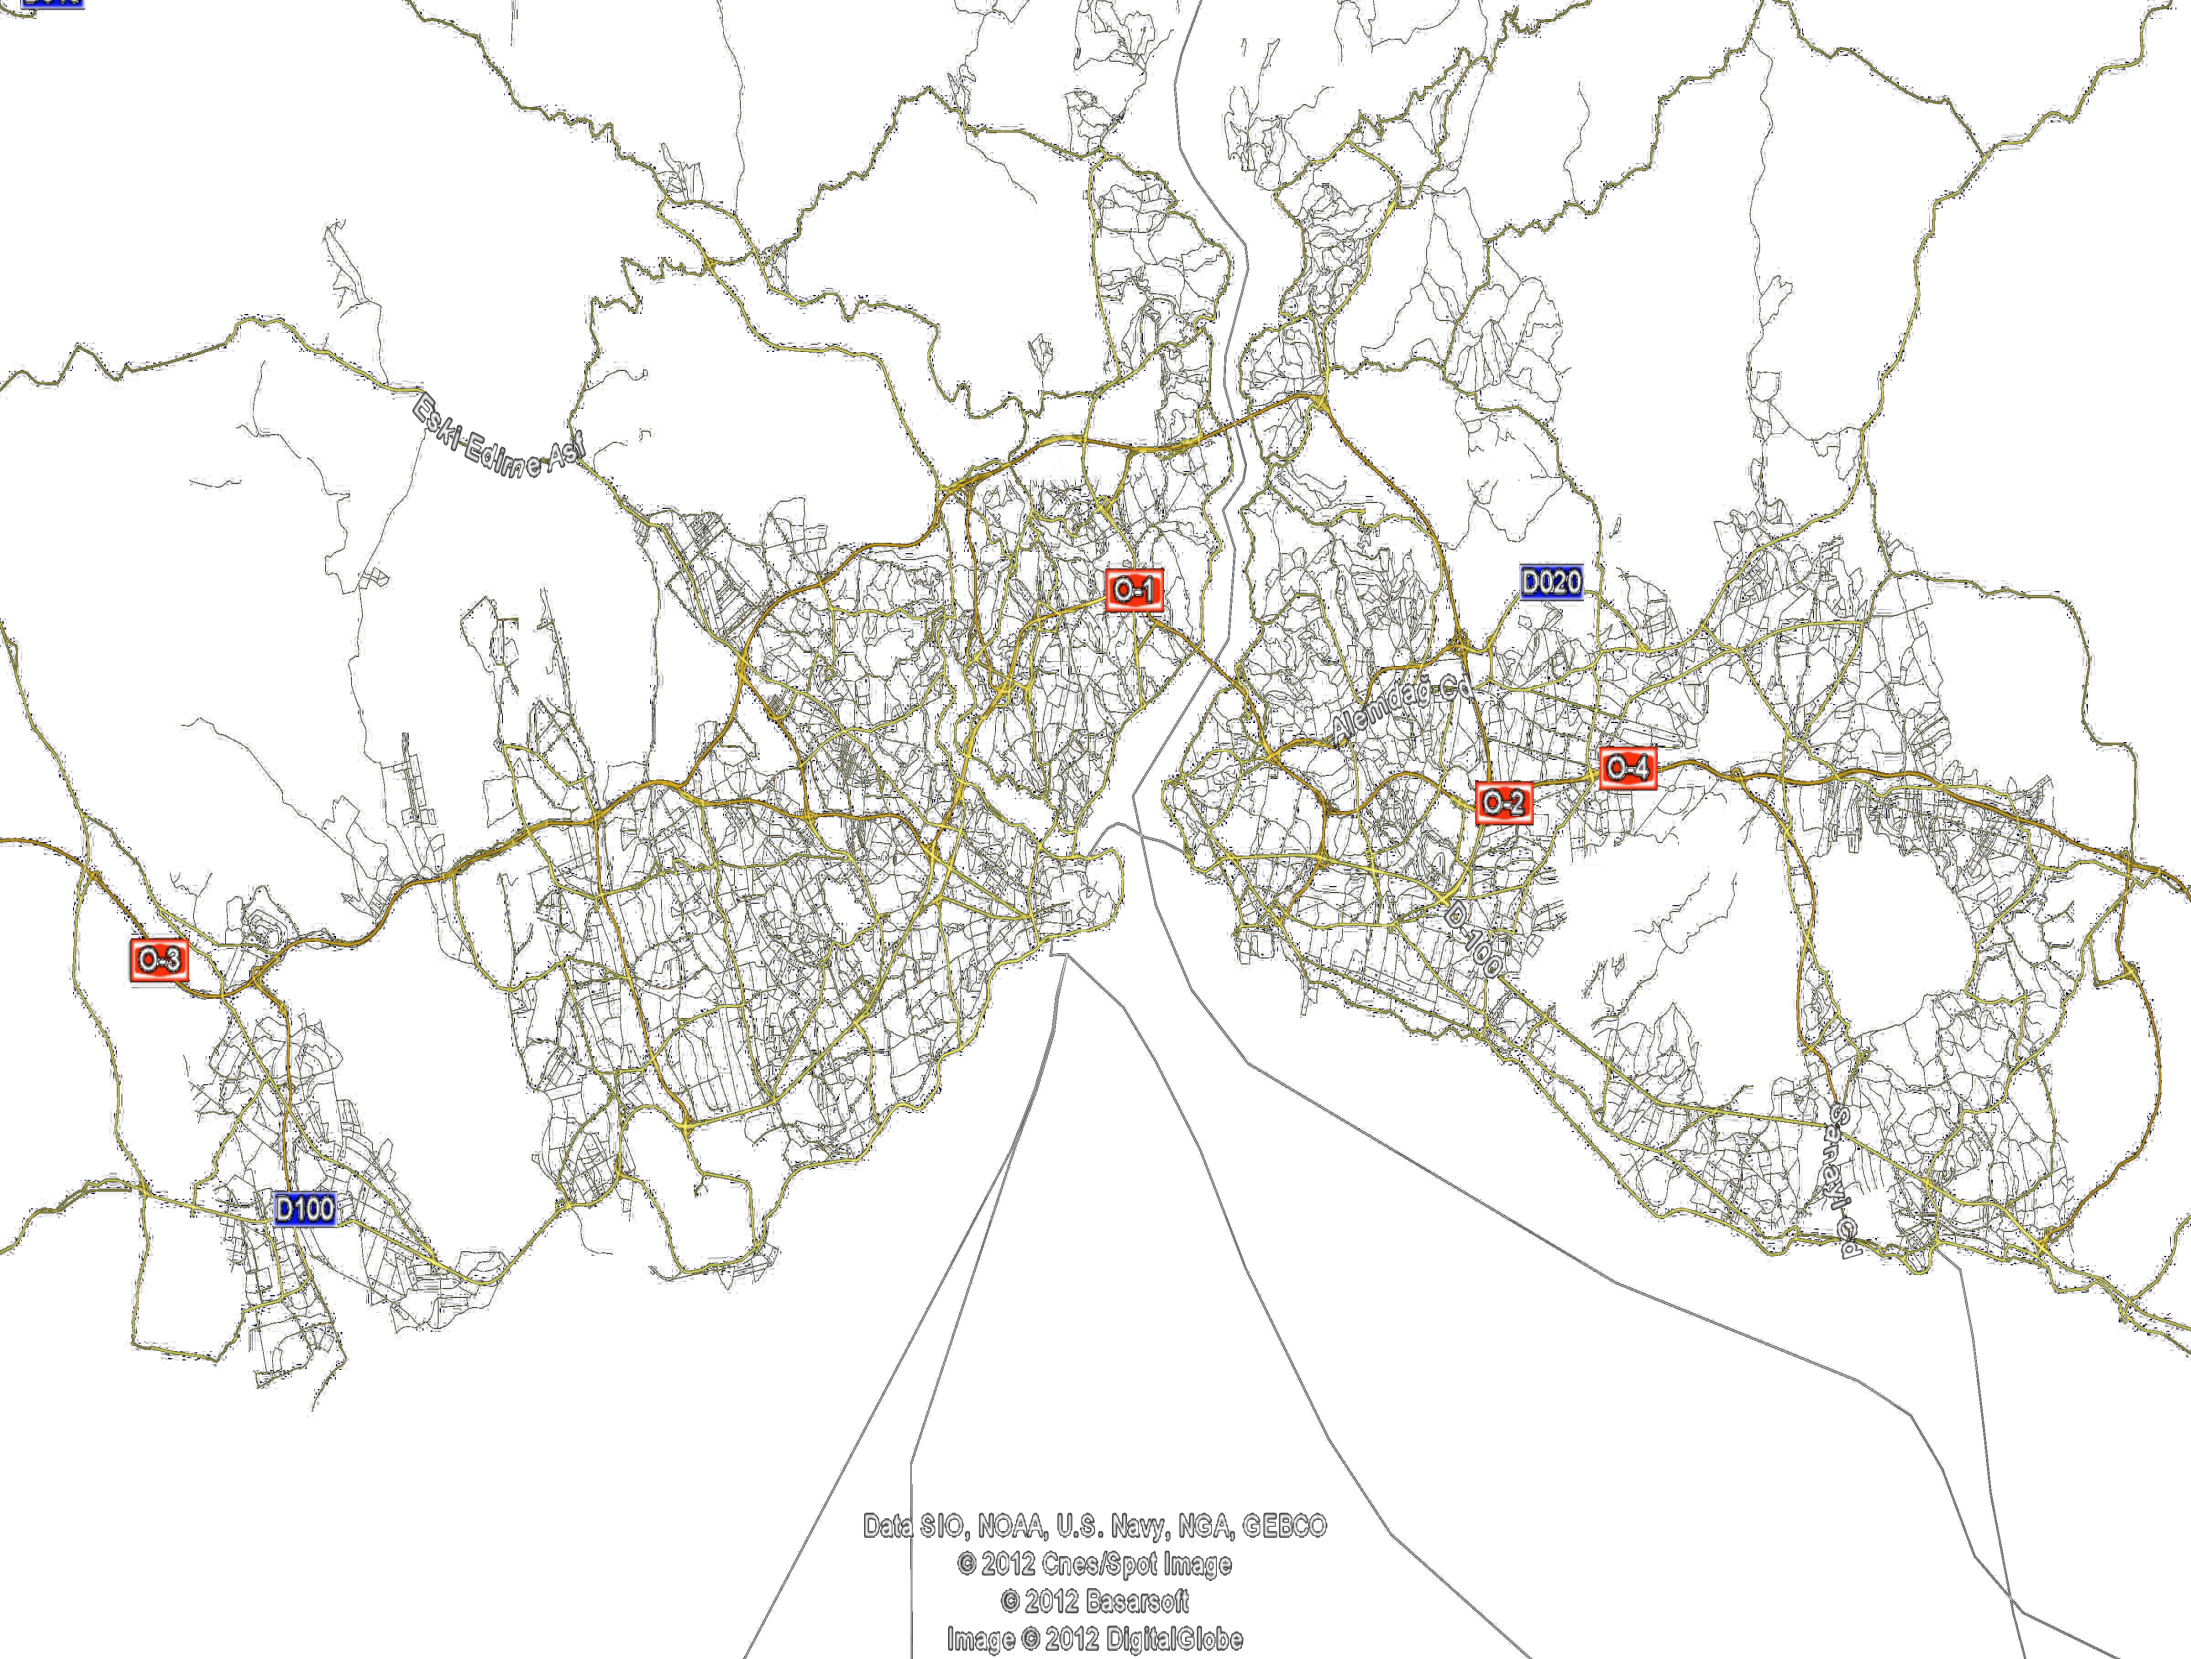 Eski Edirne Asf
O-1
D020
Alemdağ Cd
O-4
O-2
D-100
O-3
Sanayi Cd
D100
Data SIO, NOAA, U.S. Navy, NGA, GEBCO
© 2012 Cnes/Spot Image
© 2012 Basarsoft
Image © 2012 DigitalGlobe